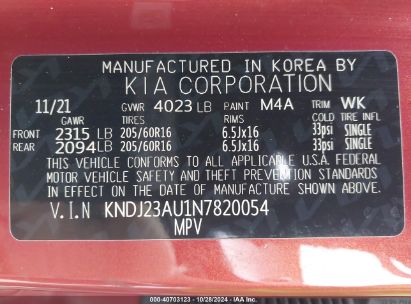 MANUFACTURED IN KOREA BY
KIA CORPORATION
11/21 GVWR 4023 LB PAINT M4A TRIM WK
GAWR TIRES RIMS COLD TIRE INFL
FRONT 2315 LB 205/60R16 6.5Jx16 33psi SINGLE
REAR 2094 LB 205/60R16 6.5Jx16 33psi SINGLE
THIS VEHICLE CONFORMS TO ALL APPLICABLE U.S.A. FEDERAL
MOTOR VEHICLE SAFETY AND THEFT PREVENTION STANDARDS
IN EFFECT ON THE DATE OF MANUFACTURE SHOWN ABOVE.
V.I.N KNDJ23AU1N7820054
MPV
000-40703123 - 10/28/2024 -